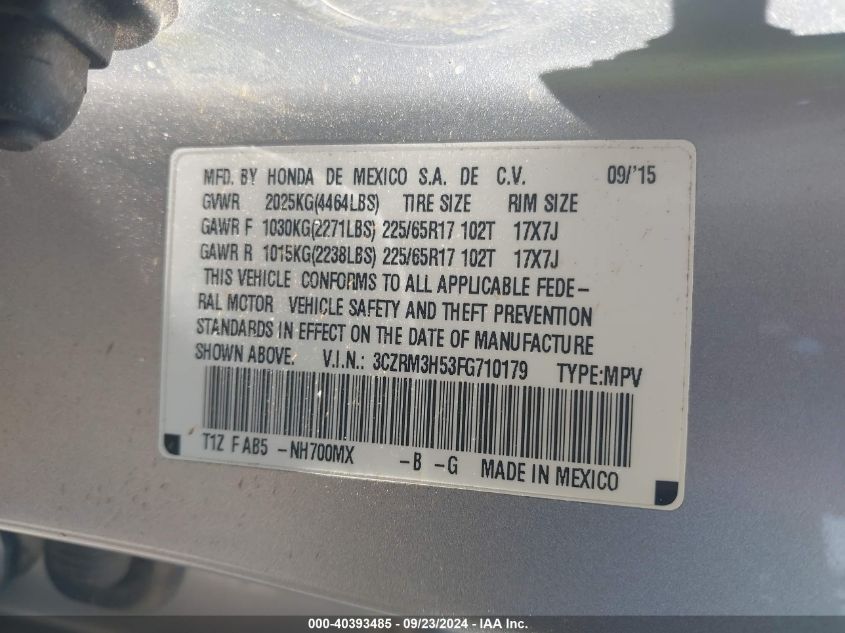 MFD. BY HONDA DE MEXICO S.A. DE C.V. 09/'15
GVWR 2025KG(4464LBS) TIRE SIZE RIM SIZE
GAWR F 1030KG(2271LBS) 225/65R17 102T 17X7J
GAWR R 1015KG(2238LBS) 225/65R17 102T 17X7J
THIS VEHICLE CONFORMS TO ALL APPLICABLE FEDE-
RAL MOTOR VEHICLE SAFETY AND THEFT PREVENTION
STANDARDS IN EFFECT ON THE DATE OF MANUFACTURE
SHOWN ABOVE. V.I.N.: 3CZRM3H53FG710179 TYPE:MPV
T1Z F AB5 -NH700MX -B -G MADE IN MEXICO
000-40393485 - 09/23/2024 - IAA Inc.